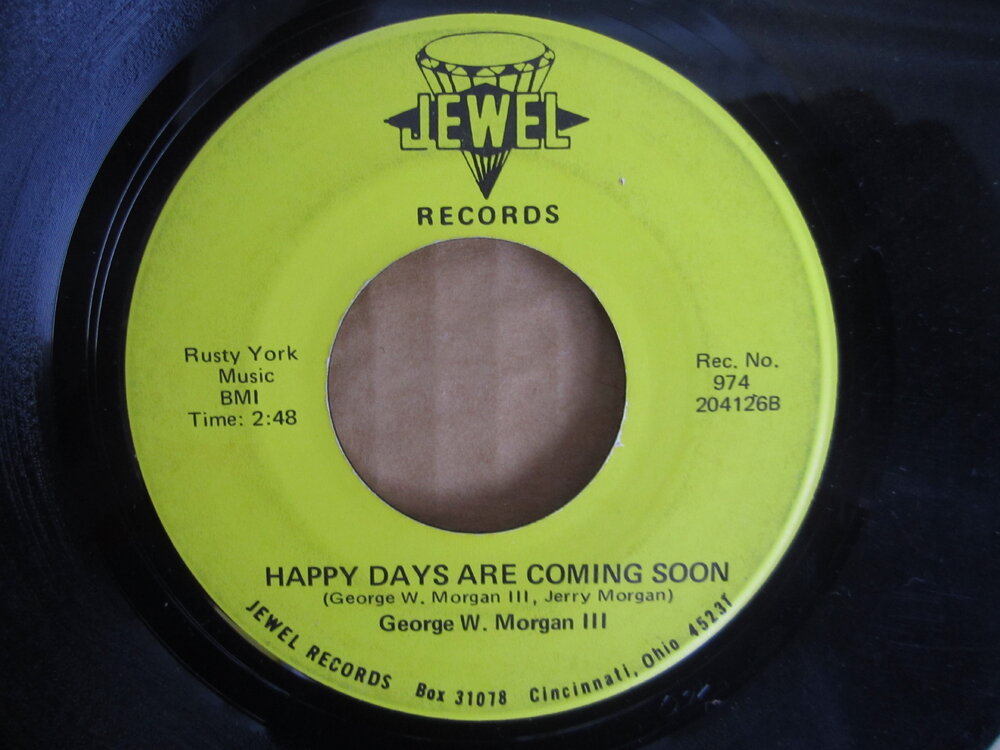 JEWEL
RECORDS
Rusty York
Music
BMI
Time: 2:48
Rec. No.
974
204126B
HAPPY DAYS ARE COMING SOON
(George W. Morgan III, Jerry Morgan)
George W. Morgan III
JEWEL RECORDS Box 31078 Cincinnati, Ohio 45231